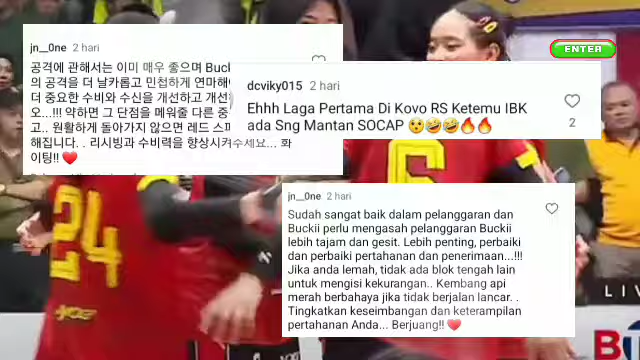 jn__0ne 2 hari
공격에 관해서는 이미 매우 좋으며 Buck
의 공격을 더 날카롭고 민첩하게 연마해야
더 중요한 수비와 수신을 개선하고 개선
오...!!! 약하면 그 단점을 메워줄 다른 중
고.. 원활하게 돌아가지 않으면 레드 스파
해집니다. . 리시빙과 수비력을 향상시켜주세요... 화
이팅!! ❤️
dcviky015 2 hari
Ehhh Laga Pertama Di Kovo RS Ketemu IBK
ada Sng Mantan SOCAP 😯🤣🤣🔥🔥
2
ENTER
jn__0ne 2 hari
Sudah sangat baik dalam pelanggaran dan
Buckii perlu mengasah pelanggaran Buckii
lebih tajam dan gesit. Lebih penting, perbaiki
dan perbaiki pertahanan dan penerimaan...!!!
Jika anda lemah, tidak ada blok tengah lain
untuk mengisi kekurangan.. Kembang api
merah berbahaya jika tidak berjalan lancar. .
Tingkatkan keseimbangan dan keterampilan
pertahanan Anda... Berjuang!! ❤️
24
6
LIV